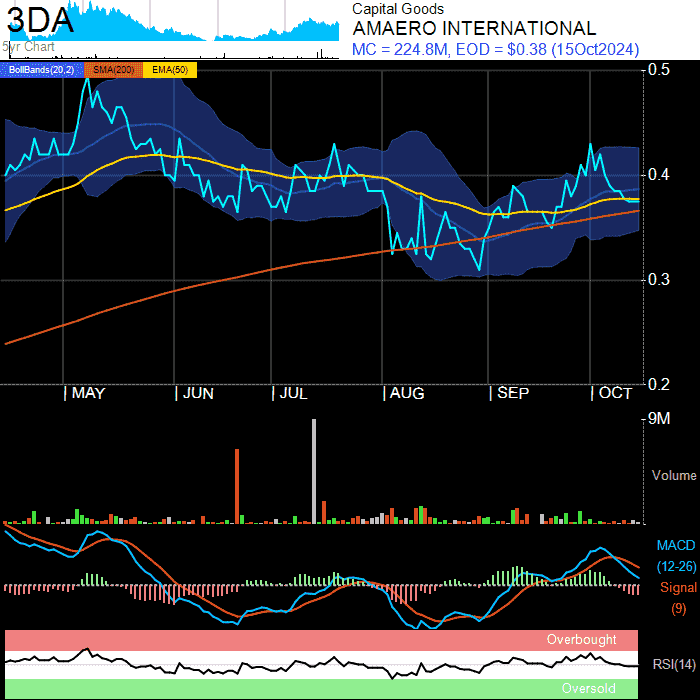 3DA
5yr Chart
Capital Goods
AMAERO INTERNATIONAL
MC = 224.8M, EOD = $0.38 (15Oct2024)
BollBands(20,2) SMA(200) EMA(50)
0.5
0.4
0.3
0.2
MAY JUN JUL AUG SEP OCT
9M
Volume
MACD
(12-26)
Signal
(9)
Overbought
RSI(14)
Oversold